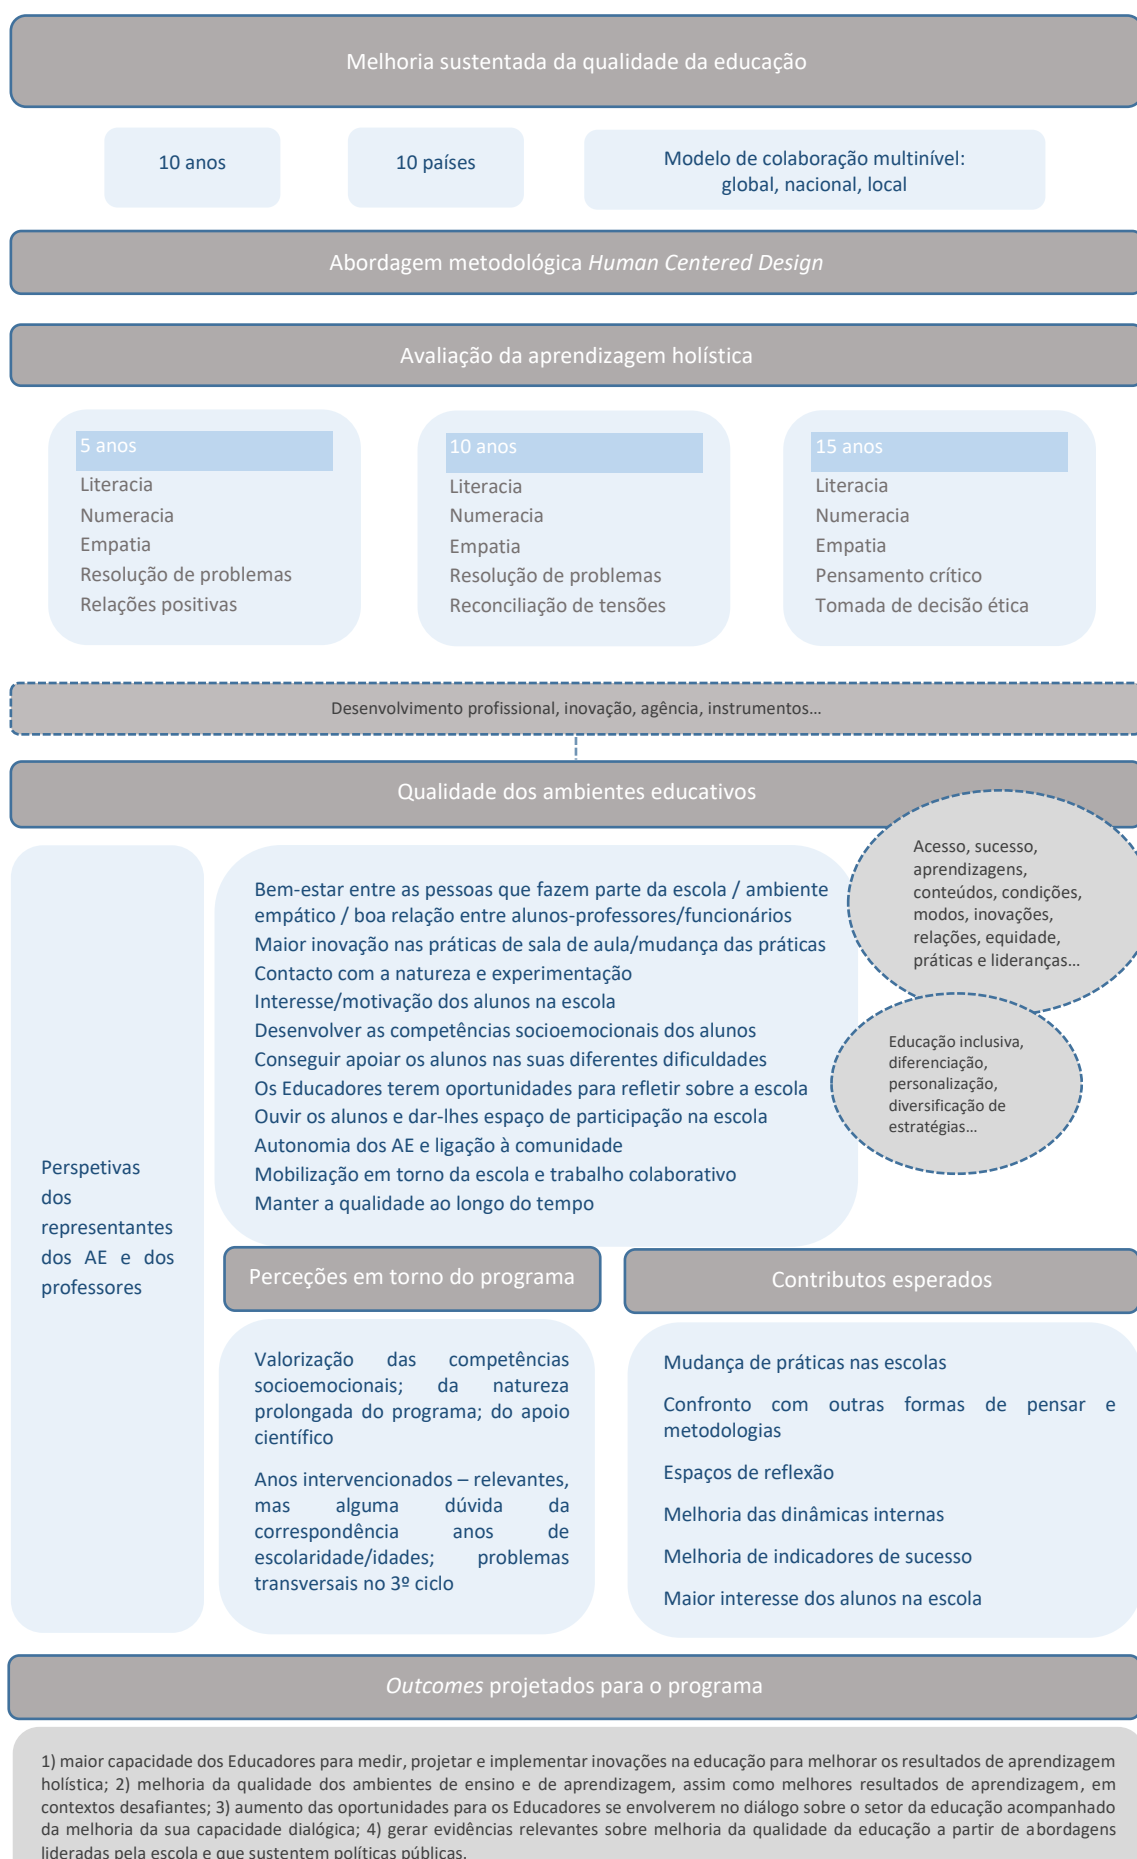 Melhoria sustentada da qualidade da educação
10 anos
10 países
Modelo de colaboração multinível:
global, nacional, local
Abordagem metodológica Human Centered Design
Avaliação da aprendizagem holística
5 anos
Literacia
Numeracia
Empatia
Resolução de problemas
Relações positivas
10 anos
Literacia
Numeracia
Empatia
Resolução de problemas
Reconciliação de tensões
15 anos
Literacia
Numeracia
Empatia
Pensamento crítico
Tomada de decisão ética
Desenvolvimento profissional, inovação, agência, instrumentos…
Qualidade dos ambientes educativos
Acesso, sucesso,
aprendizagens,
conteúdos, condições,
modos, inovações,
relações, equidade,
práticas e lideranças…
Educação inclusiva,
diferenciação,
personalização,
diversificação de
estratégias…
Perspetivas
dos
representantes
dos AE e dos
professores
Bem-estar entre as pessoas que fazem parte da escola / ambiente
empático / boa relação entre alunos-professores/funcionários
Maior inovação nas práticas de sala de aula/mudança das práticas
Contacto com a natureza e experimentação
Interesse/motivação dos alunos na escola
Desenvolver as competências socioemocionais dos alunos
Conseguir apoiar os alunos nas suas diferentes dificuldades
Os Educadores terem oportunidades para refletir sobre a escola
Ouvir os alunos e dar-lhes espaço de participação na escola
Autonomia dos AE e ligação à comunidade
Mobilização em torno da escola e trabalho colaborativo
Manter a qualidade ao longo do tempo
Perceções em torno do programa
Valorização das competências
socioemocionais; da natureza
prolongada do programa; do apoio
científico
Anos intervencionados – relevantes,
mas alguma dúvida da
correspondência anos de
escolaridade/idades; problemas
transversais no 3º ciclo
Contributos esperados
Mudança de práticas nas escolas
Confronto com outras formas de pensar e
metodologias
Espaços de reflexão
Melhoria das dinâmicas internas
Melhoria de indicadores de sucesso
Maior interesse dos alunos na escola
Outcomes projetados para o programa
1) maior capacidade dos Educadores para medir, projetar e implementar inovações na educação para melhorar os resultados de aprendizagem
holística; 2) melhoria da qualidade dos ambientes de ensino e de aprendizagem, assim como melhores resultados de aprendizagem, em
contextos desafiantes; 3) aumento das oportunidades para os Educadores se envolverem no diálogo sobre o setor da educação acompanhado
da melhoria da sua capacidade dialógica; 4) gerar evidências relevantes sobre melhoria da qualidade da educação a partir de abordagens
lideradas pela escola e que sustentem políticas públicas.